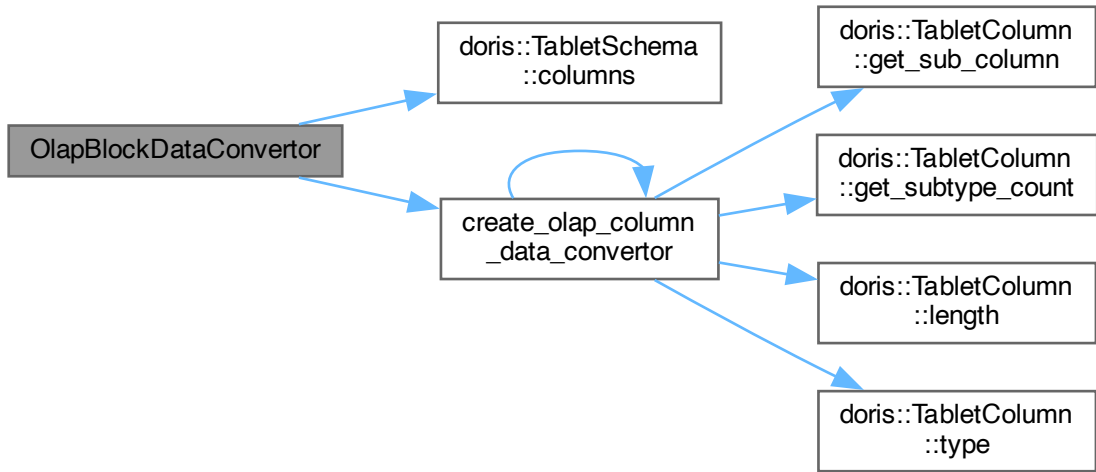 OlapBlockDataConvertor
doris::TabletSchema
::columns
create_olap_column
_data_convertor
doris::TabletColumn
::get_sub_column
doris::TabletColumn
::get_subtype_count
doris::TabletColumn
::length
doris::TabletColumn
::type